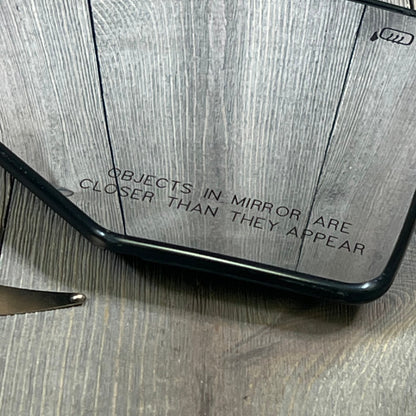 OBJECTS IN MIRROR ARE
CLOSER THAN THEY APPEAR